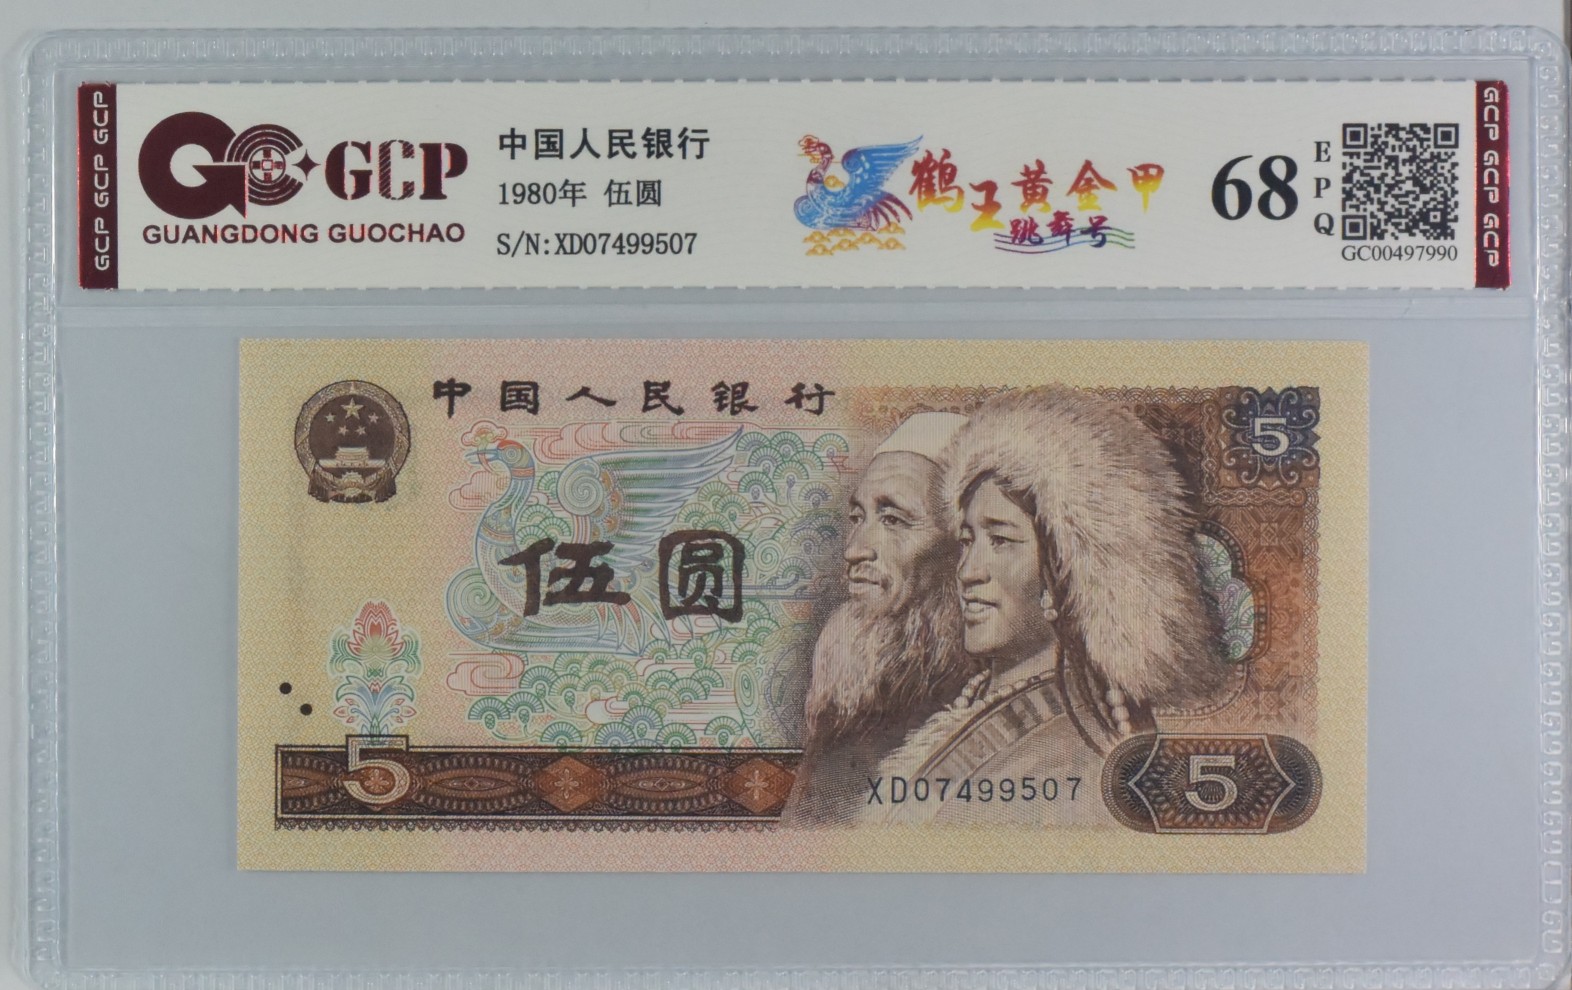 GCP GCP GCP
GCP
GUANGDONG GUOCHAO
中国人民银行
1980年 伍圆
S/N:XD07499507
鹤王黄金甲
跳舞号
68
EPQ
GC00497990
GCP GCP GCP
中国人民银行
5
伍圆
5
XD07499507
5